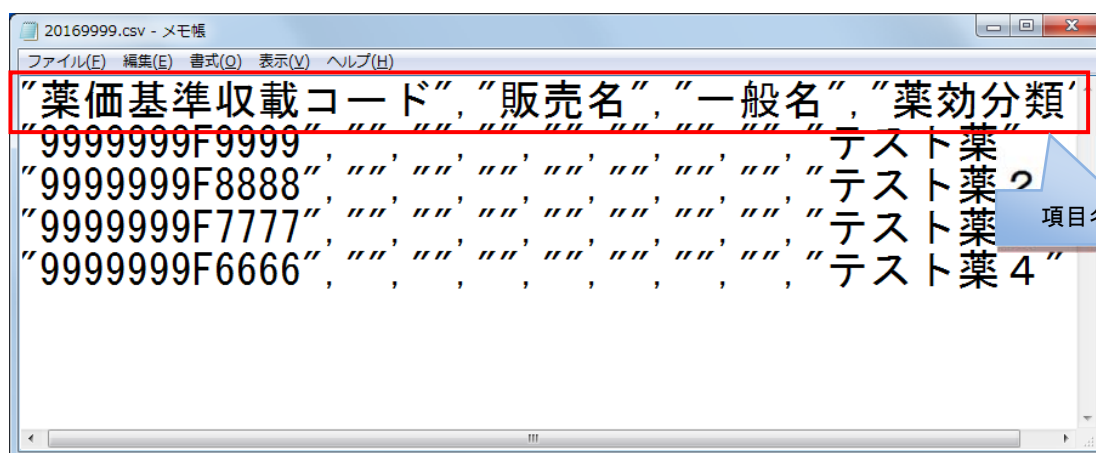 20169999.csv - メモ帳
ファイル(F) 編集(E) 書式(O) 表示(V) ヘルプ(H)
"薬価基準収載コード","販売名","一般名","薬効分類"
"9999999F9999","","","","","","","","テスト薬"
"9999999F8888","","","","","","","","テスト薬２
"9999999F7777","","","","","","","","テスト薬
"9999999F6666","","","","","","","","テスト薬４"
項目